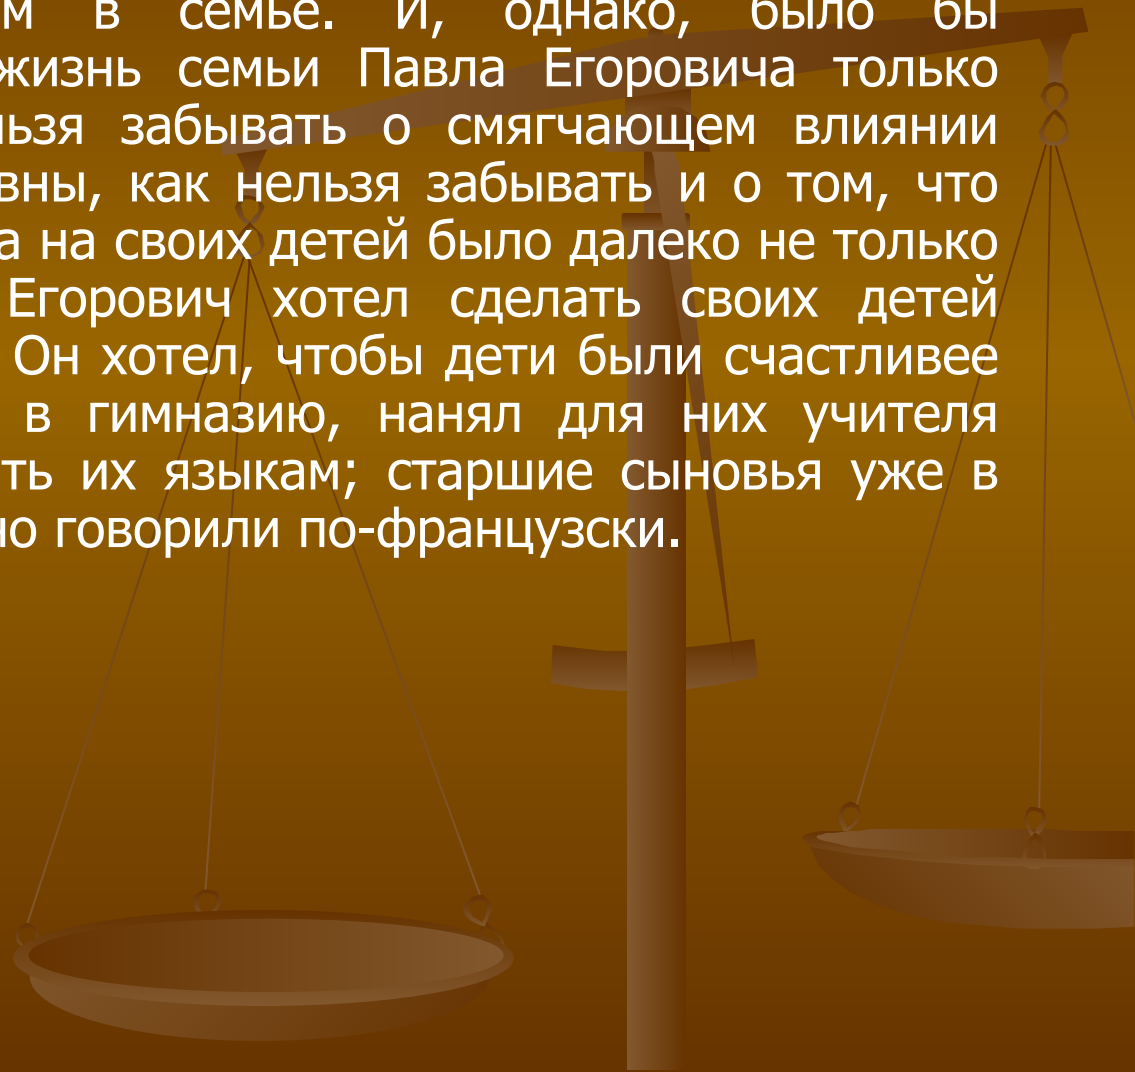 м в семье. И, однако, было бы
жизнь семьи Павла Егоровича только
льзя забывать о смягчающем влиянии
вны, как нельзя забывать и о том, что
а на своих детей было далеко не только
Егорович хотел сделать своих детей
Он хотел, чтобы дети были счастливее
в гимназию, нанял для них учителя
ть их языкам; старшие сыновья уже в
но говорили по-французски.